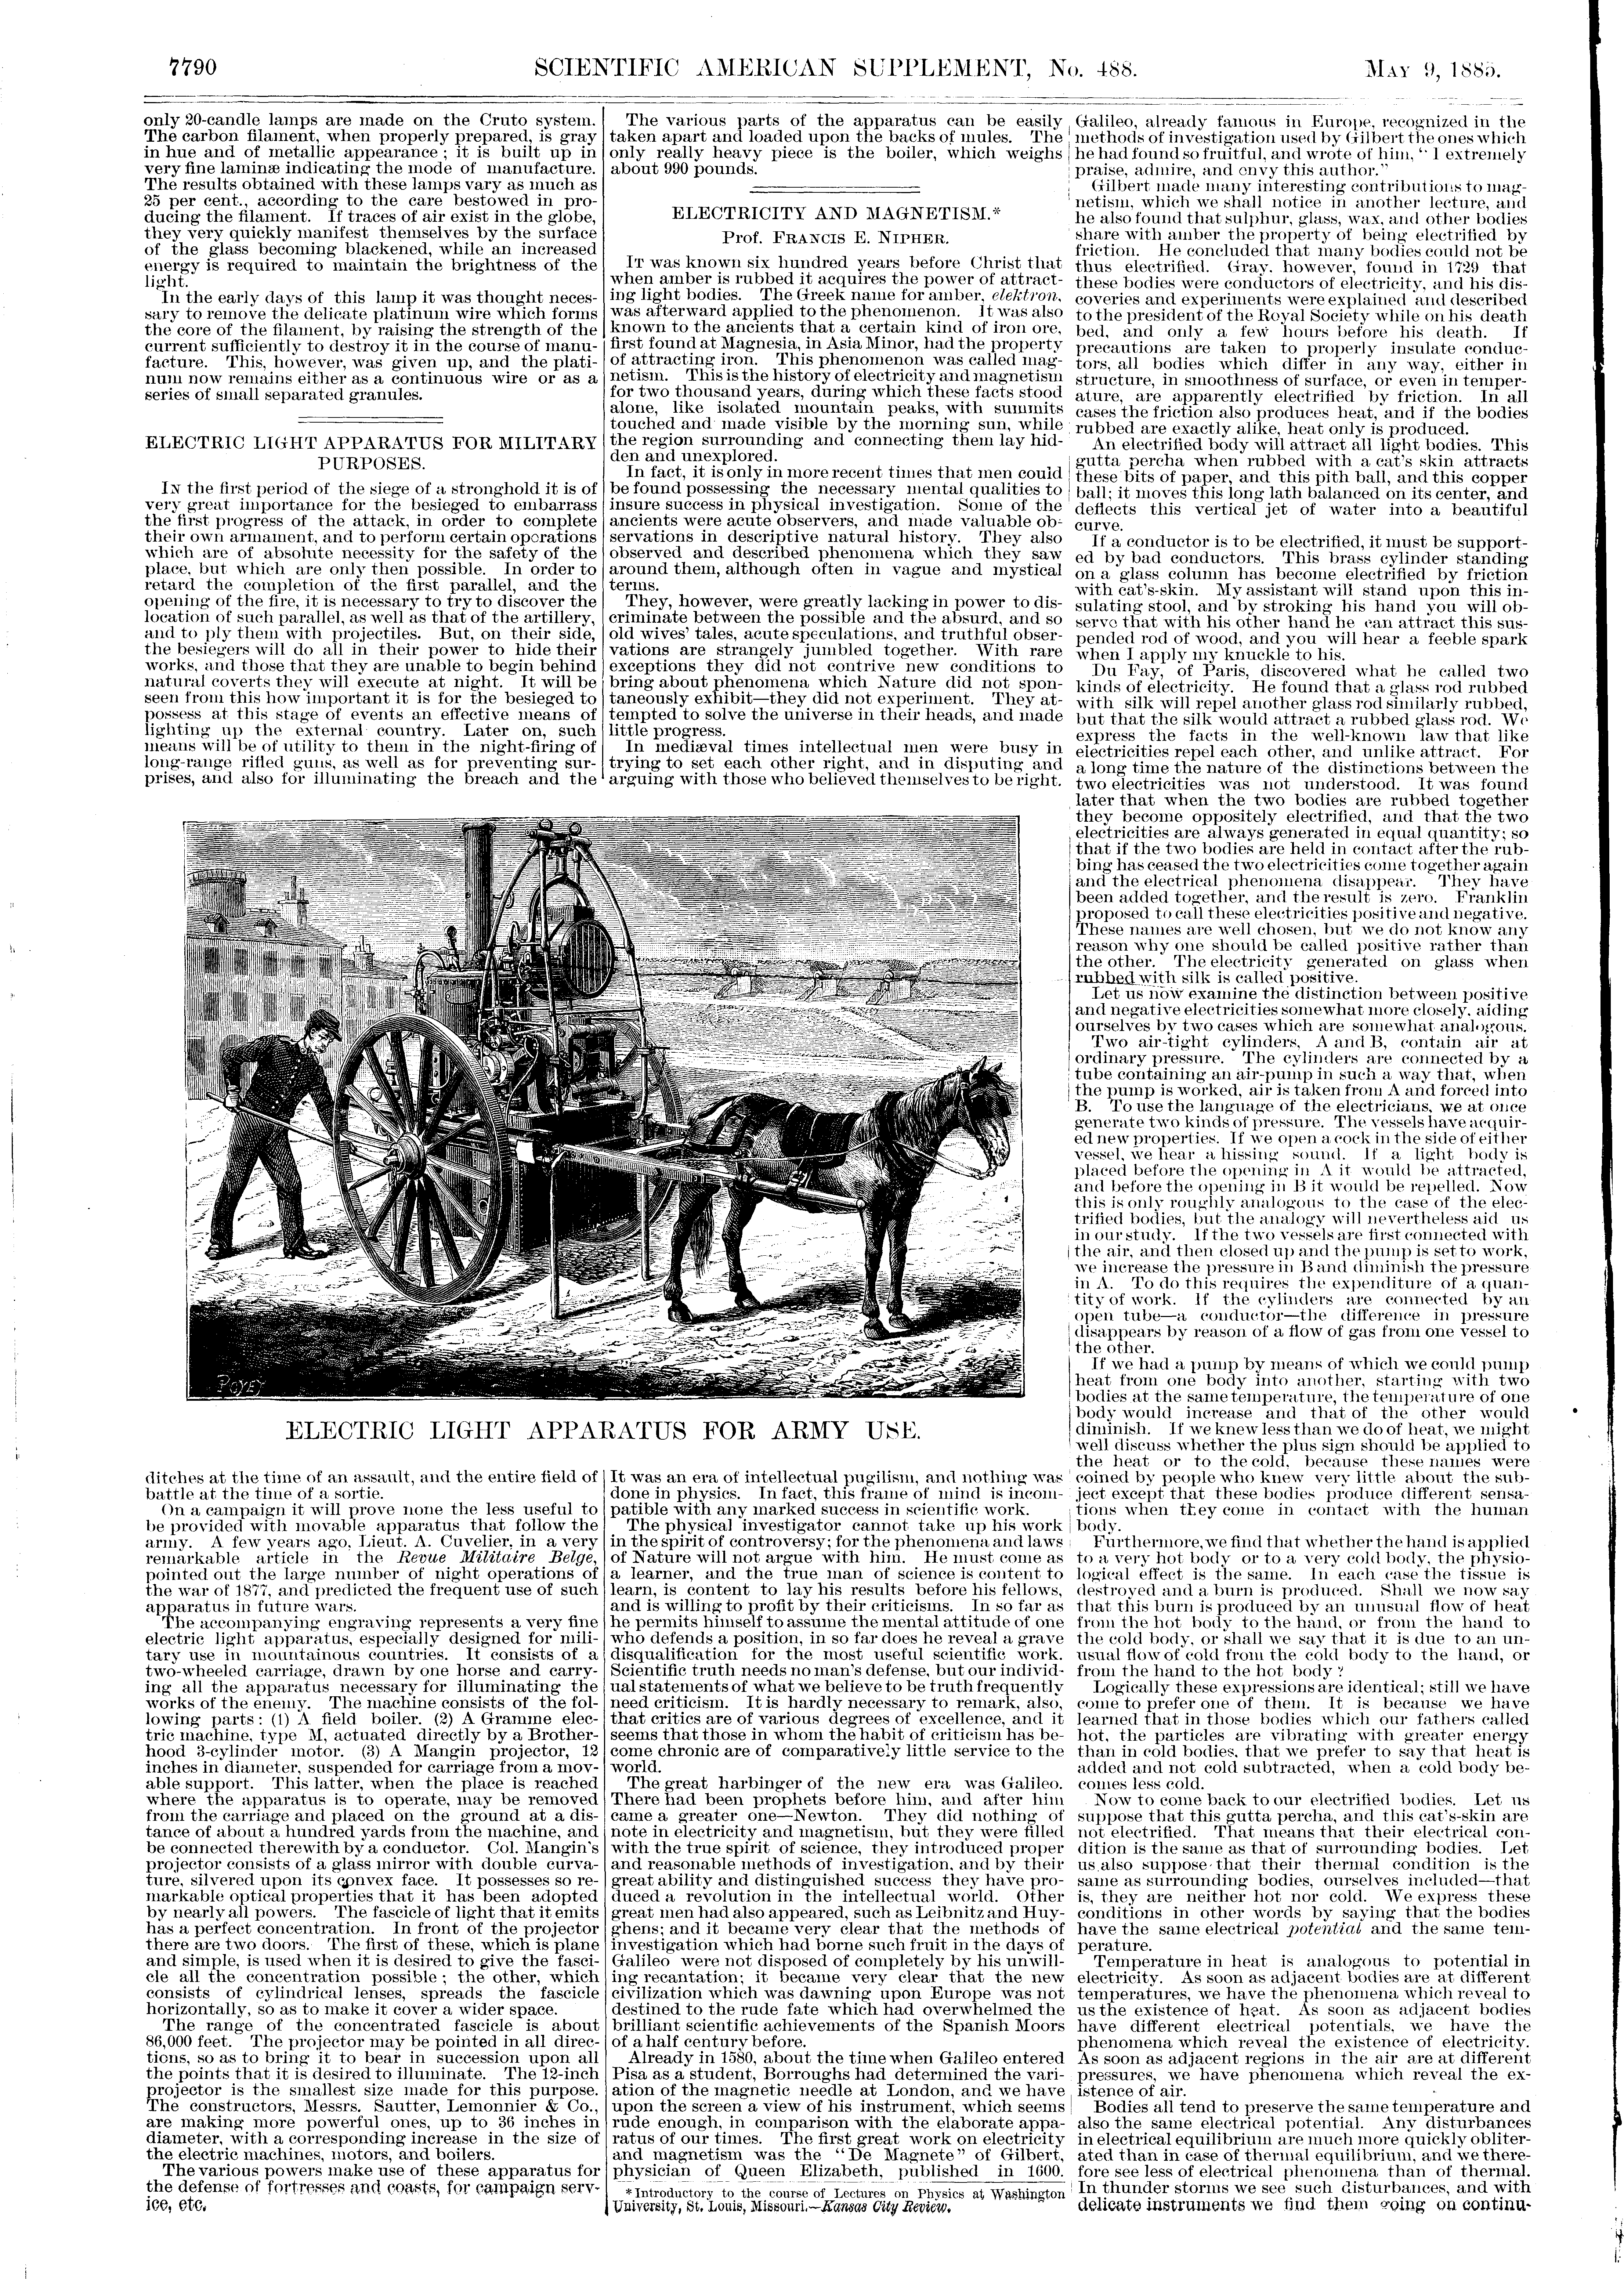 7790
SCIENTIFIC AMERICAN SUPPLEMENT, No. 488.
MAY 9, 1885.
only 20-candle lamps are made on the Cruto system.
The carbon filament, when properly prepared, is gray
in hue and of metallic appearance; it is built up in
very fine laminæ indicating the mode of manufacture.
The results obtained with these lamps vary as much as
25 per cent., according to the care bestowed in pro-
ducing the filament. If traces of air exist in the globe,
they very quickly manifest themselves by the surface
of the glass becoming blackened, while an increased
energy is required to maintain the brightness of the
light.
In the early days of this lamp it was thought neces-
sary to remove the delicate platinum wire which forms
the core of the filament, by raising the strength of the
current sufficiently to destroy it in the course of manu-
facture. This, however, was given up, and the plati-
num now remains either as a continuous wire or as a
series of small separated granules.
ELECTRIC LIGHT APPARATUS FOR MILITARY
PURPOSES.
IN the first period of the siege of a stronghold it is of
very great importance for the besieged to embarrass
the first progress of the attack, in order to complete
their own armament, and to perform certain operations
which are of absolute necessity for the safety of the
place, but which are only then possible. In order to
retard the completion of the first parallel, and the
opening of the fire, it is necessary to try to discover the
location of such parallel, as well as that of the artillery,
and to ply them with projectiles. But, on their side,
the besiegers will do all in their power to hide their
works, and those that they are unable to begin behind
natural coverts they will execute at night. It will be
seen from this how important it is for the besieged to
possess at this stage of events an effective means of
lighting up the external country. Later on, such
means will be of utility to them in the night-firing of
long-range rifled guns, as well as for preventing sur-
prises, and also for illuminating the breach and the
ditches at the time of an assault, and the entire field of
battle at the time of a sortie.
On a campaign it will prove none the less useful to
be provided with movable apparatus that follow the
army. A few years ago, Lieut. A. Cuvelier, in a very
remarkable article in the Revue Militaire Belge,
pointed out the large number of night operations of
the war of 1877, and predicted the frequent use of such
apparatus in future wars.
The accompanying engraving represents a very fine
electric light apparatus, especially designed for mili-
tary use in mountainous countries. It consists of a
two-wheeled carriage, drawn by one horse and carry-
ing all the apparatus necessary for illuminating the
works of the enemy. The machine consists of the fol-
lowing parts: (1) A field boiler. (2) A Gramme elec-
tric machine, type M, actuated directly by a Brother-
hood 3-cylinder motor. (3) A Mangin projector, 12
inches in diameter, suspended for carriage from a mov-
able support. This latter, when the place is reached
where the apparatus is to operate, may be removed
from the carriage and placed on the ground at a dis-
tance of about a hundred yards from the machine, and
be connected therewith by a conductor. Col. Mangin's
projector consists of a glass mirror with double curva-
ture, silvered upon its convex face. It possesses so re-
markable optical properties that it has been adopted
by nearly all powers. The fascicle of light that it emits
has a perfect concentration. In front of the projector
there are two doors. The first of these, which is plane
and simple, is used when it is desired to give the fasci-
cle all the concentration possible; the other, which
consists of cylindrical lenses, spreads the fascicle
horizontally, so as to make it cover a wider space.
The range of the concentrated fascicle is about
86,000 feet. The projector may be pointed in all direc-
tions, so as to bring it to bear in succession upon all
the points that it is desired to illuminate. The 12-inch
projector is the smallest size made for this purpose.
The constructors, Messrs. Sautter, Lemonnier & Co.,
are making more powerful ones, up to 36 inches in
diameter, with a corresponding increase in the size of
the electric machines, motors, and boilers.
The various powers make use of these apparatus for
the defense of fortresses and coasts, for campaign serv-
ice, etc.
The various parts of the apparatus can be easily
taken apart and loaded upon the backs of mules. The
only really heavy piece is the boiler, which weighs
about 990 pounds.
ELECTRICITY AND MAGNETISM.*
Prof. FRANCIS E. NIPHER.
IT was known six hundred years before Christ that
when amber is rubbed it acquires the power of attract-
ing light bodies. The Greek name for amber, elektron,
was afterward applied to the phenomenon. It was also
known to the ancients that a certain kind of iron ore,
first found at Magnesia, in Asia Minor, had the property
of attracting iron. This phenomenon was called mag-
netism. This is the history of electricity and magnetism
for two thousand years, during which these facts stood
alone, like isolated mountain peaks, with summits
touched and made visible by the morning sun, while
the region surrounding and connecting them lay hid-
den and unexplored.
In fact, it is only in more recent times that men could
be found possessing the necessary mental qualities to
insure success in physical investigation. Some of the
ancients were acute observers, and made valuable ob-
servations in descriptive natural history. They also
observed and described phenomena which they saw
around them, although often in vague and mystical
terms.
They, however, were greatly lacking in power to dis-
criminate between the possible and the absurd, and so
old wives' tales, acute speculations, and truthful obser-
vations are strangely jumbled together. With rare
exceptions they did not contrive new conditions to
bring about phenomena which Nature did not spon-
taneously exhibit—they did not experiment. They at-
tempted to solve the universe in their heads, and made
little progress.
In mediæval times intellectual men were busy in
trying to set each other right, and in disputing and
arguing with those who believed themselves to be right.
POYET
ELECTRIC LIGHT APPARATUS FOR ARMY USE.
It was an era of intellectual pugilism, and nothing was
done in physics. In fact, this frame of mind is incom-
patible with any marked success in scientific work.
The physical investigator cannot take up his work
in the spirit of controversy; for the phenomena and laws
of Nature will not argue with him. He must come as
a learner, and the true man of science is content to
learn, is content to lay his results before his fellows,
and is willing to profit by their criticisms. In so far as
he permits himself to assume the mental attitude of one
who defends a position, in so far does he reveal a grave
disqualification for the most useful scientific work.
Scientific truth needs no man's defense, but our individ-
ual statements of what we believe to be truth frequently
need criticism. It is hardly necessary to remark, also,
that critics are of various degrees of excellence, and it
seems that those in whom the habit of criticism has be-
come chronic are of comparatively little service to the
world.
The great harbinger of the new era was Galileo.
There had been prophets before him, and after him
came a greater one—Newton. They did nothing of
note in electricity and magnetism, but they were filled
with the true spirit of science, they introduced proper
and reasonable methods of investigation, and by their
great ability and distinguished success they have pro-
duced a revolution in the intellectual world. Other
great men had also appeared, such as Leibnitz and Huy-
ghens; and it became very clear that the methods of
investigation which had borne such fruit in the days of
Galileo were not disposed of completely by his unwill-
ing recantation; it became very clear that the new
civilization which was dawning upon Europe was not
destined to the rude fate which had overwhelmed the
brilliant scientific achievements of the Spanish Moors
of a half century before.
Already in 1580, about the time when Galileo entered
Pisa as a student, Borroughs had determined the vari-
ation of the magnetic needle at London, and we have
upon the screen a view of his instrument, which seems
rude enough, in comparison with the elaborate appa-
ratus of our times. The first great work on electricity
and magnetism was the "De Magnete" of Gilbert,
physician of Queen Elizabeth, published in 1600.
*Introductory to the course of Lectures on Physics at Washington
University, St. Louis, Missouri.—Kansas City Review.
Galileo, already famous in Europe, recognized in the
methods of investigation used by Gilbert the ones which
he had found so fruitful, and wrote of him, "I extremely
praise, admire, and envy this author."
Gilbert made many interesting contributions to mag-
netism, which we shall notice in another lecture, and
he also found that sulphur, glass, wax, and other bodies
share with amber the property of being electrified by
friction. He concluded that many bodies could not be
thus electrified. Gray, however, found in 1729 that
these bodies were conductors of electricity, and his dis-
coveries and experiments were explained and described
to the president of the Royal Society while on his death
bed, and only a few hours before his death. If
precautions are taken to properly insulate conduc-
tors, all bodies which differ in any way, either in
structure, in smoothness of surface, or even in temper-
ature, are apparently electrified by friction. In all
cases the friction also produces heat, and if the bodies
rubbed are exactly alike, heat only is produced.
An electrified body will attract all light bodies. This
gutta percha when rubbed with a cat's skin attracts
these bits of paper, and this pith ball, and this copper
ball; it moves this long lath balanced on its center, and
deflects this vertical jet of water into a beautiful
curve.
If a conductor is to be electrified, it must be support-
ed by bad conductors. This brass cylinder standing
on a glass column has become electrified by friction
with cat's-skin. My assistant will stand upon this in-
sulating stool, and by stroking his hand you will ob-
serve that with his other hand he can attract this sus-
pended rod of wood, and you will hear a feeble spark
when I apply my knuckle to his.
Du Fay, of Paris, discovered what he called two
kinds of electricity. He found that a glass rod rubbed
with silk will repel another glass rod similarly rubbed,
but that the silk would attract a rubbed glass rod. We
express the facts in the well-known law that like
electricities repel each other, and unlike attract. For
a long time the nature of the distinctions between the
two electricities was not understood. It was found
later that when the two bodies are rubbed together
they become oppositely electrified, and that the two
electricities are always generated in equal quantity; so
that if the two bodies are held in contact after the rub-
bing has ceased the two electricities come together again
and the electrical phenomena disappear. They have
been added together, and the result is zero. Franklin
proposed to call these electricities positive and negative.
These names are well chosen, but we do not know any
reason why one should be called positive rather than
the other. The electricity generated on glass when
rubbed with silk is called positive.
Let us now examine the distinction between positive
and negative electricities somewhat more closely, aiding
ourselves by two cases which are somewhat analogous.
Two air-tight cylinders, A and B, contain air at
ordinary pressure. The cylinders are connected by a
tube containing an air-pump in such a way that, when
the pump is worked, air is taken from A and forced into
B. To use the language of the electricians, we at once
generate two kinds of pressure. The vessels have acquir-
ed new properties. If we open a cock in the side of either
vessel, we hear a hissing sound. If a light body is
placed before the opening in A it would be attracted,
and before the opening in B it would be repelled. Now
this is only roughly analogous to the case of the elec-
trified bodies, but the analogy will nevertheless aid us
in our study. If the two vessels are first connected with
the air, and then closed up and the pump is set to work,
we increase the pressure in B and diminish the pressure
in A. To do this requires the expenditure of a quan-
tity of work. If the cylinders are connected by an
open tube—a conductor—the difference in pressure
disappears by reason of a flow of gas from one vessel to
the other.
If we had a pump by means of which we could pump
heat from one body into another, starting with two
bodies at the same temperature, the temperature of one
body would increase and that of the other would
diminish. If we knew less than we do of heat, we might
well discuss whether the plus sign should be applied to
the heat or to the cold, because these names were
coined by people who knew very little about the sub-
ject except that these bodies produce different sensa-
tions when they come in contact with the human
body.
Furthermore, we find that whether the hand is applied
to a very hot body or to a very cold body, the physio-
logical effect is the same. In each case the tissue is
destroyed and a burn is produced. Shall we now say
that this burn is produced by an unusual flow of heat
from the hot body to the hand, or from the hand to
the cold body, or shall we say that it is due to an un-
usual flow of cold from the cold body to the hand, or
from the hand to the hot body?
Logically these expressions are identical; still we have
come to prefer one of them. It is because we have
learned that in those bodies which our fathers called
hot, the particles are vibrating with greater energy
than in cold bodies, that we prefer to say that heat is
added and not cold subtracted, when a cold body be-
comes less cold.
Now to come back to our electrified bodies. Let us
suppose that this gutta percha, and this cat's-skin are
not electrified. That means that their electrical con-
dition is the same as that of surrounding bodies. Let
us also suppose that their thermal condition is the
same as surrounding bodies, ourselves included—that
is, they are neither hot nor cold. We express these
conditions in other words by saying that the bodies
have the same electrical potential and the same tem-
perature.
Temperature in heat is analogous to potential in
electricity. As soon as adjacent bodies are at different
temperatures, we have the phenomena which reveal to
us the existence of heat. As soon as adjacent bodies
have different electrical potentials, we have the
phenomena which reveal the existence of electricity.
As soon as adjacent regions in the air are at different
pressures, we have phenomena which reveal the ex-
istence of air.
Bodies all tend to preserve the same temperature and
also the same electrical potential. Any disturbances
in electrical equilibrium are much more quickly obliter-
ated than in case of thermal equilibrium, and we there-
fore see less of electrical phenomena than of thermal.
In thunder storms we see such disturbances, and with
delicate instruments we find them going on continu-